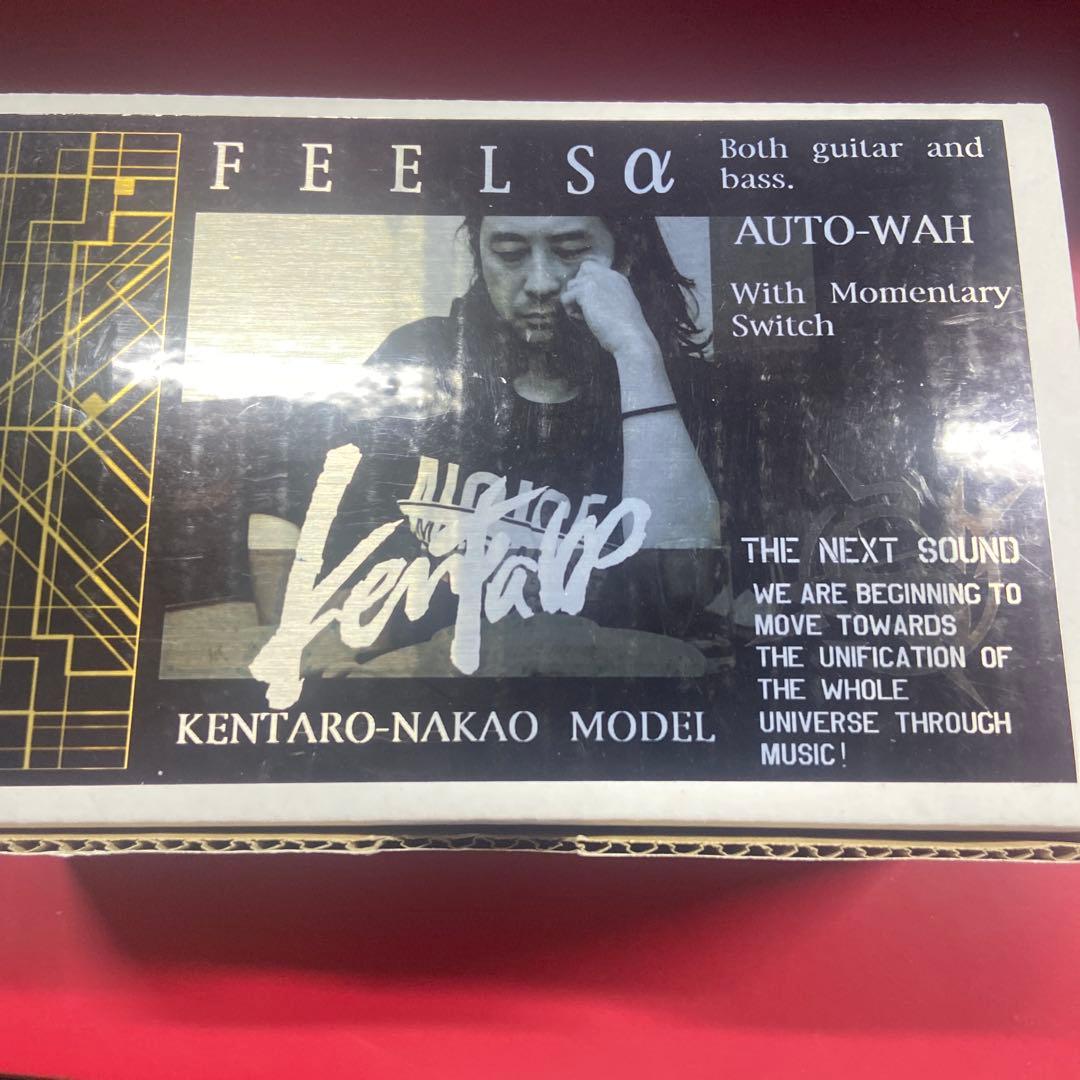 FEELSα
Both guitar and
bass.
AUTO-WAH
With Momentary
Switch
Kentaro
KENTARO-NAKAO MODEL
THE NEXT SOUND
WE ARE BEGINNING TO
MOVE TOWARDS
THE UNIFICATION OF
THE WHOLE
UNIVERSE THROUGH
MUSIC!